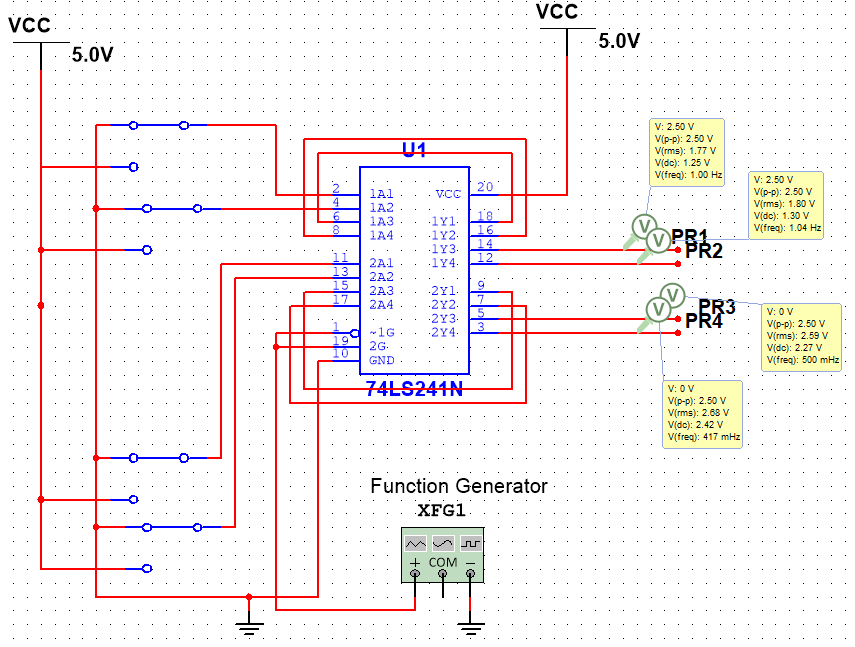 VCC
5.0V
VCC
5.0V
U1
2
4
6
8
11
13
15
17
1
19
10
1A1
1A2
1A3
1A4
2A1
2A2
2A3
2A4
~1G
2G
GND
VCC
1Y1
1Y2
1Y3
1Y4
2Y1
2Y2
2Y3
2Y4
20
18
16
14
12
9
7
5
3
74LS241N
V: 2.50 V
V(p-p): 2.50 V
V(rms): 1.77 V
V(dc): 1.25 V
V(freq): 1.00 Hz
V: 2.50 V
V(p-p): 2.50 V
V(rms): 1.80 V
V(dc): 1.30 V
V(freq): 1.04 Hz
V
V
PR1
PR2
V
V
PR3
PR4
V: 0 V
V(p-p): 2.50 V
V(rms): 2.59 V
V(dc): 2.27 V
V(freq): 500 mHz
V: 0 V
V(p-p): 2.50 V
V(rms): 2.68 V
V(dc): 2.42 V
V(freq): 417 mHz
Function Generator
XFG1
+ COM −